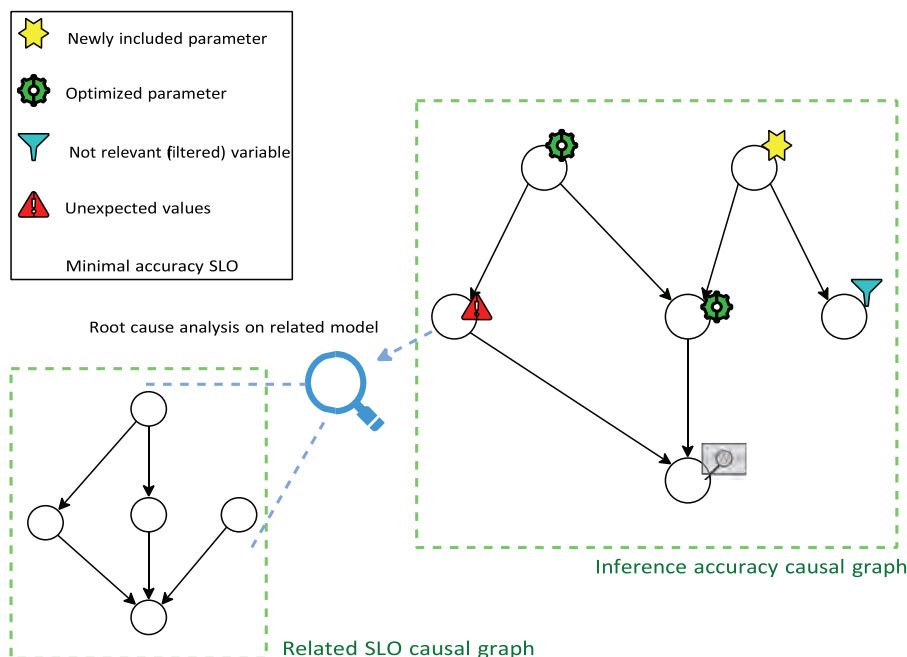 Newly included parameter
Optimized parameter
Not relevant (filtered) variable
Unexpected values
Minimal accuracy SLO
Root cause analysis on related model
Inference accuracy causal graph
Related SLO causal graph